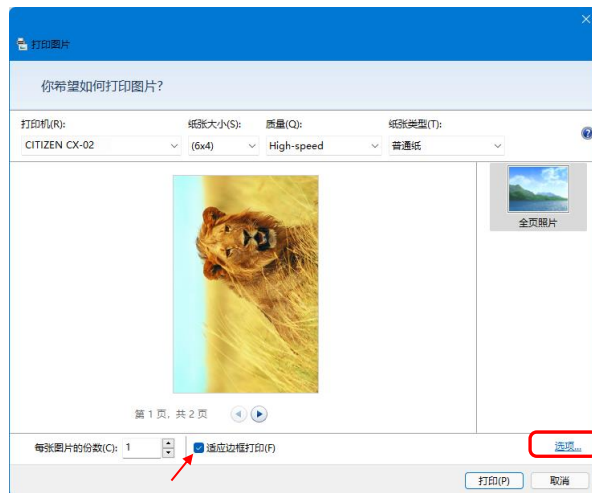 打印图片
你希望如何打印图片?
打印机(R): 纸张大小(S): 质量(Q): 纸张类型(T):
CITIZEN CX-02 (6x4) High-speed 普通纸
全页照片
第 1 页, 共 2 页
每张图片的份数(C): 1 适应边框打印(F) 选项...
打印(P) 取消